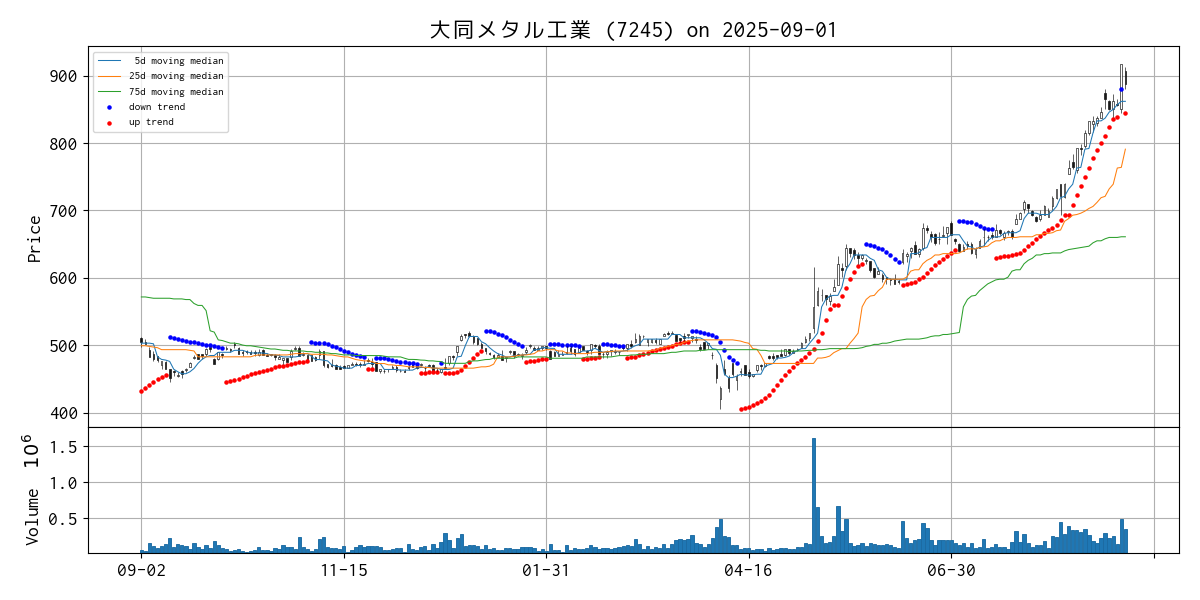 大同メタル工業 (7245) on 2025-09-01
5d moving median
25d moving median
75d moving median
down trend
up trend
Price
900
800
700
600
500
400
Volume 10^6
1.5
1.0
0.5
09-02 11-15 01-31 04-16 06-30